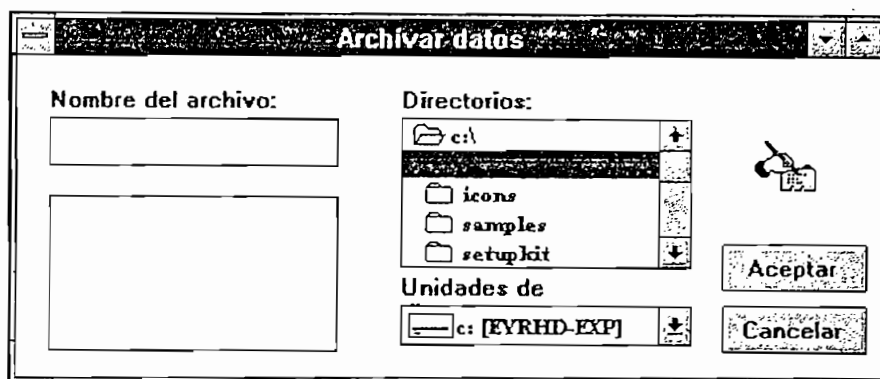 Archivar datos
Nombre del archivo:
Directorios:
c:\
icons
samples
setupkit
Unidades de
c: [EYRHD-EXP]
Aceptar
Cancelar